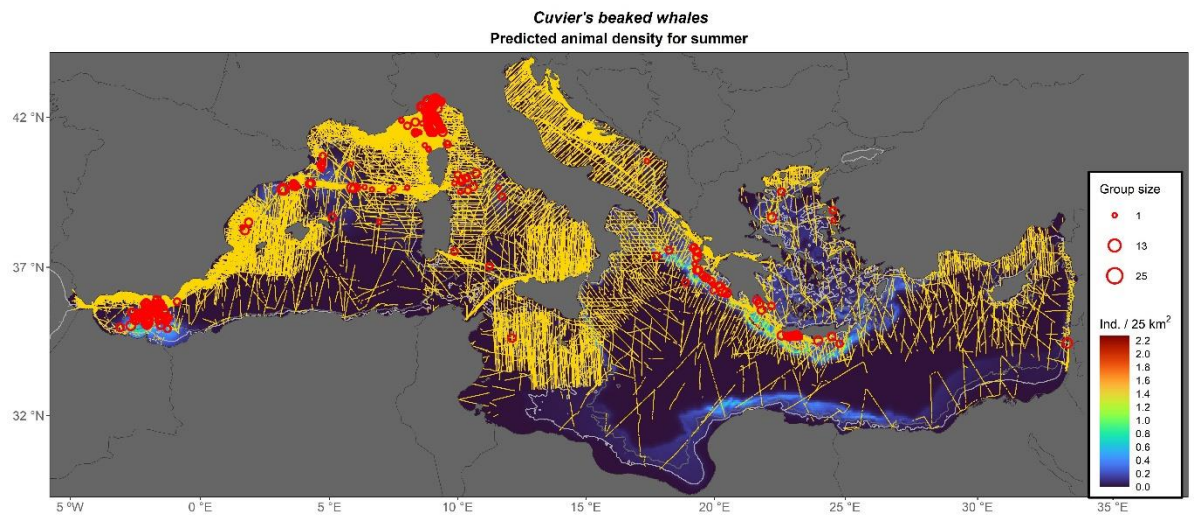 Cuvier's beaked whales
Predicted animal density for summer
42 °N
37 °N
32 °N
5 ºW
0 °E
5 °E
10 °E
15 °E
20 °E
25 °E
30 °E
35 °E
Group size
1
13
25
Ind. / 25 km²
2.2
2.0
1.8
1.6
1.4
1.2
1.0
0.8
0.6
0.4
0.2
0.0